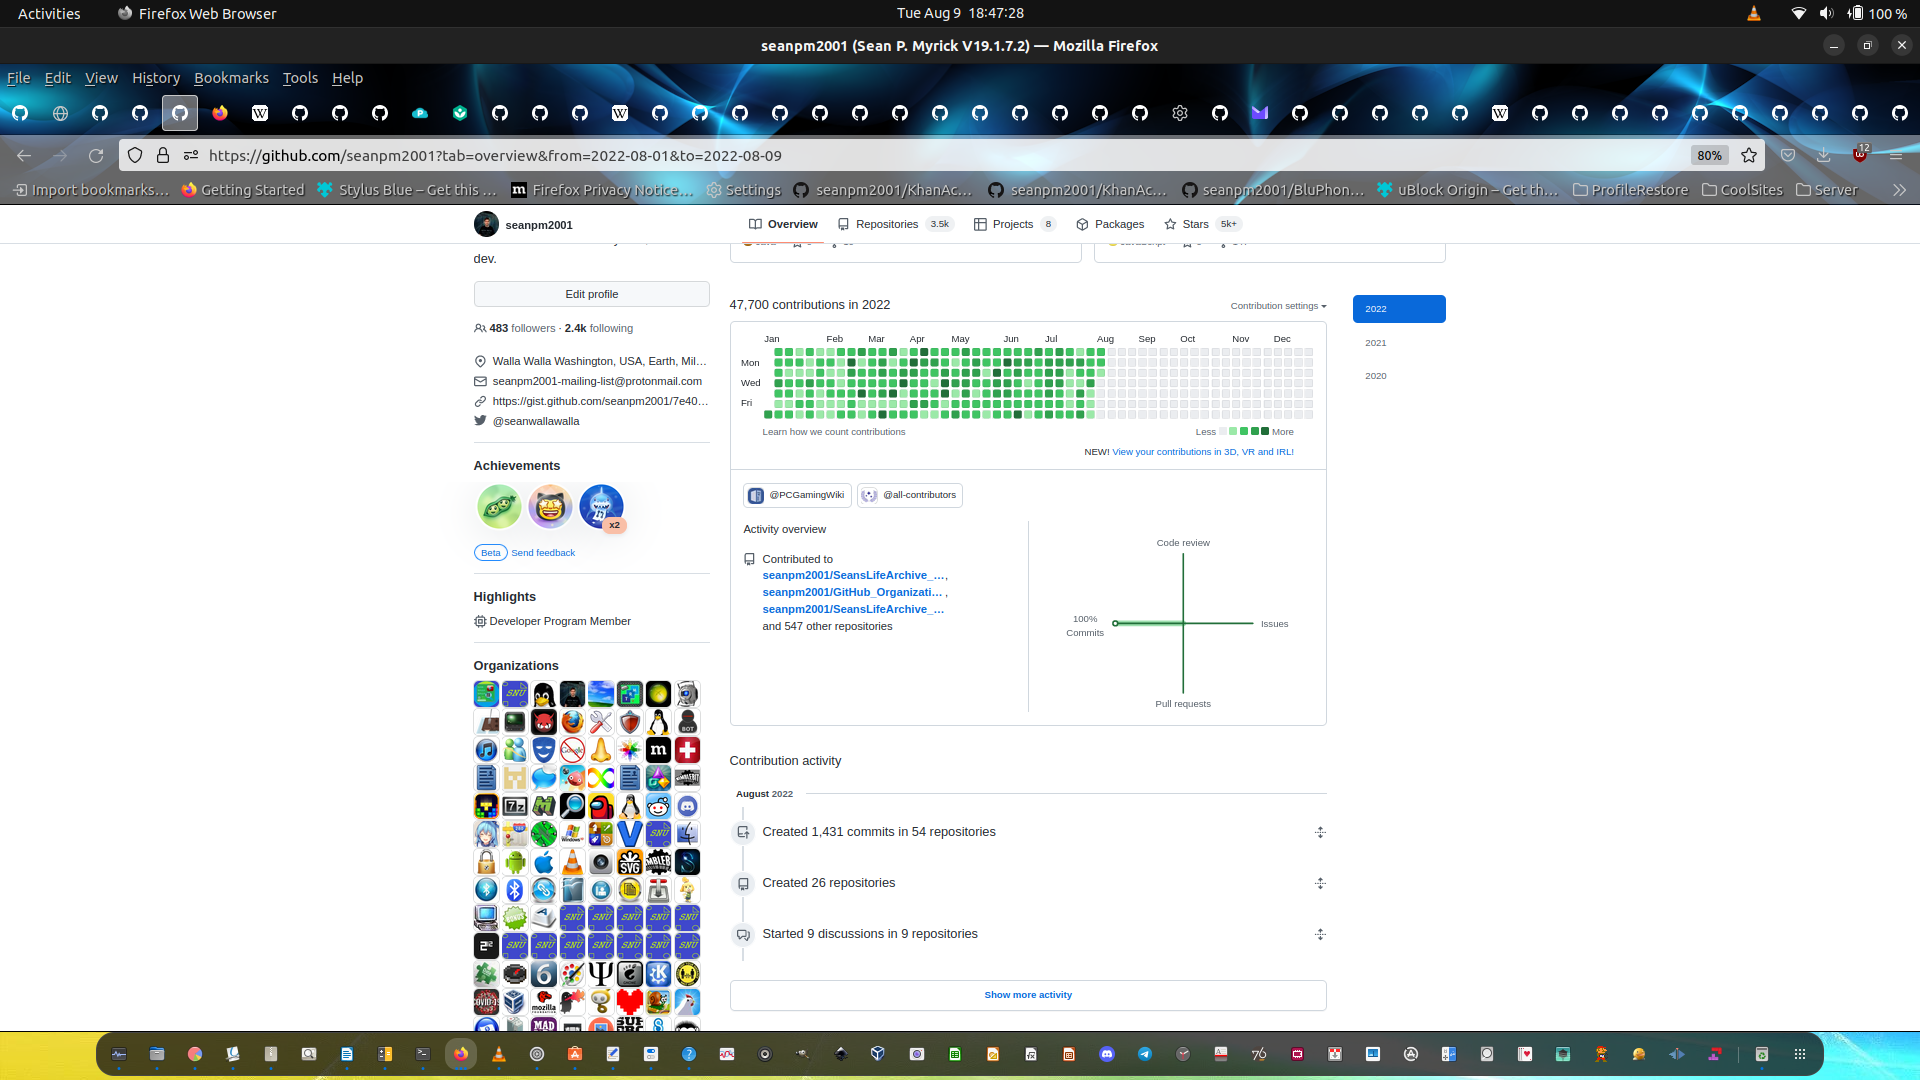 Activities
Firefox Web Browser
Tue Aug 9 18:47:28
100 %
seanpm2001 (Sean P. Myrick V19.1.7.2) — Mozilla Firefox
File Edit View History Bookmarks Tools Help
https://github.com/seanpm2001?tab=overview&from=2022-08-01&to=2022-08-09
80%
12
Import bookmarks…
Getting Started
Stylus Blue – Get this …
Firefox Privacy Notice…
Settings
seanpm2001/KhanAc…
seanpm2001/KhanAc…
seanpm2001/BluPhon…
uBlock Origin – Get th…
ProfileRestore
CoolSites
Server
seanpm2001
Overview
Repositories 3.5k
Projects 8
Packages
Stars 5k+
dev.
Edit profile
483 followers · 2.4k following
Walla Walla Washington, USA, Earth, Mil…
seanpm2001-mailing-list@protonmail.com
https://gist.github.com/seanpm2001/7e40…
@seanwallawalla
Achievements
x2
Beta Send feedback
Highlights
Developer Program Member
Organizations
47,700 contributions in 2022
Contribution settings
2022
2021
2020
Jan Feb Mar Apr May Jun Jul Aug Sep Oct Nov Dec
Mon
Wed
Fri
Learn how we count contributions
Less More
NEW! View your contributions in 3D, VR and IRL!
@PCGamingWiki
@all-contributors
Activity overview
Contributed to
seanpm2001/SeansLifeArchive_…,
seanpm2001/GitHub_Organizati… ,
seanpm2001/SeansLifeArchive_…
and 547 other repositories
Code review
100%
Commits
Issues
Pull requests
Contribution activity
August 2022
Created 1,431 commits in 54 repositories
Created 26 repositories
Started 9 discussions in 9 repositories
Show more activity